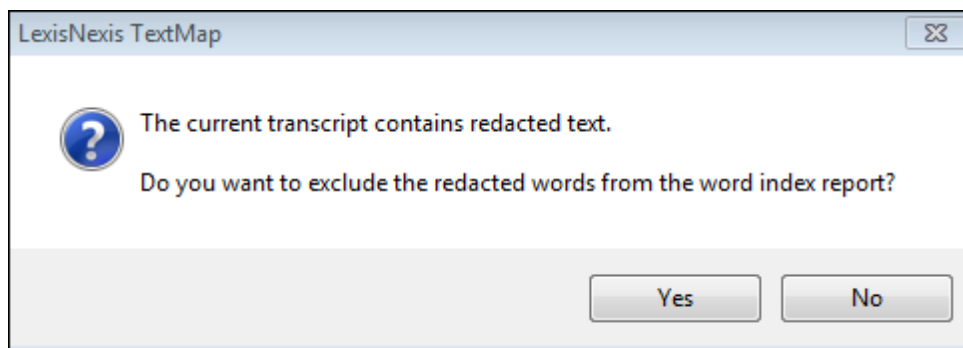 LexisNexis TextMap
The current transcript contains redacted text.
Do you want to exclude the redacted words from the word index report?
Yes No